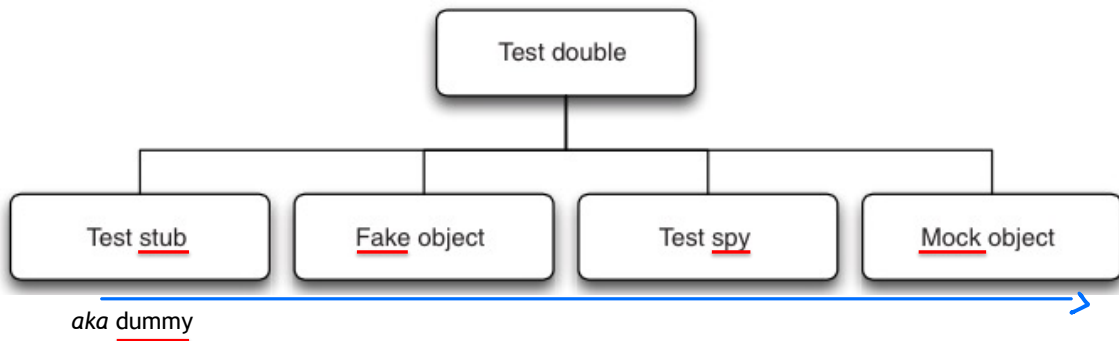 Test double
Test stub
Fake object
Test spy
Mock object
aka dummy